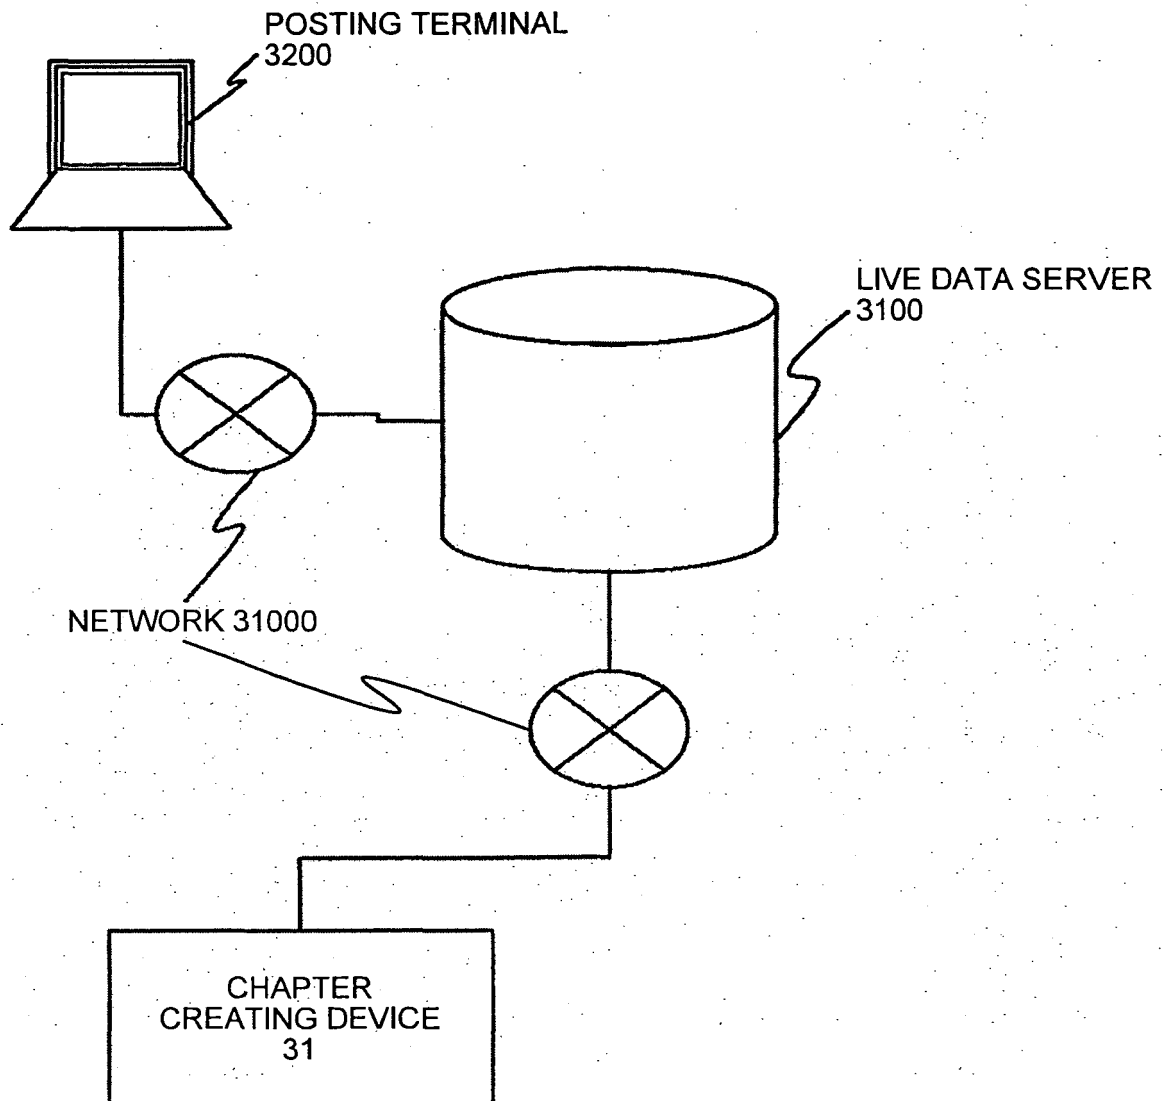 POSTING TERMINAL
3200
LIVE DATA SERVER
3100
NETWORK 31000
CHAPTER
CREATING DEVICE
31